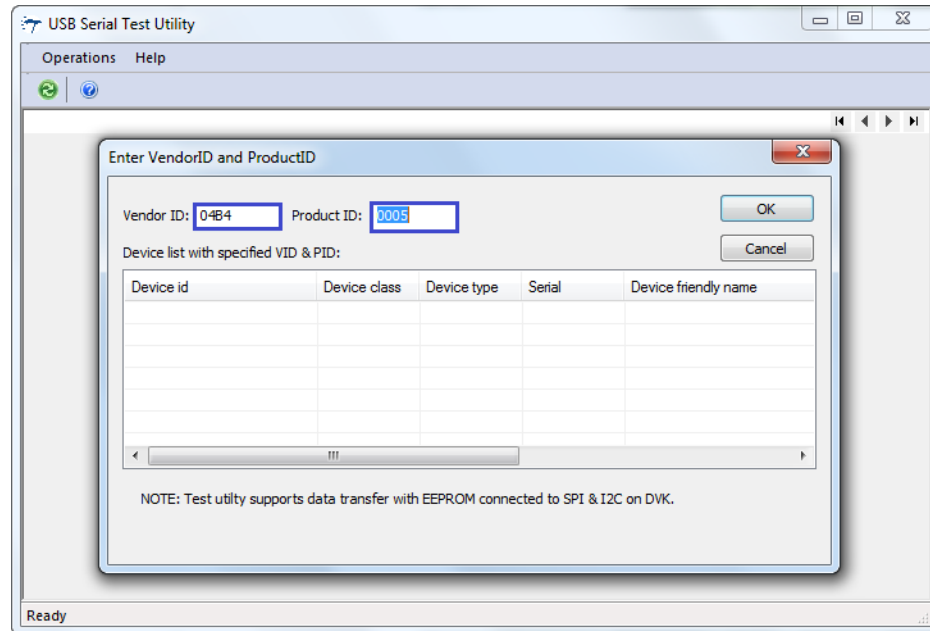 USB Serial Test Utility
Operations Help
Enter VendorID and ProductID
Vendor ID: 04B4 Product ID: 0005 OK
Device list with specified VID & PID: Cancel
Device id Device class Device type Serial Device friendly name
NOTE: Test utilty supports data transfer with EEPROM connected to SPI & I2C on DVK.
Ready